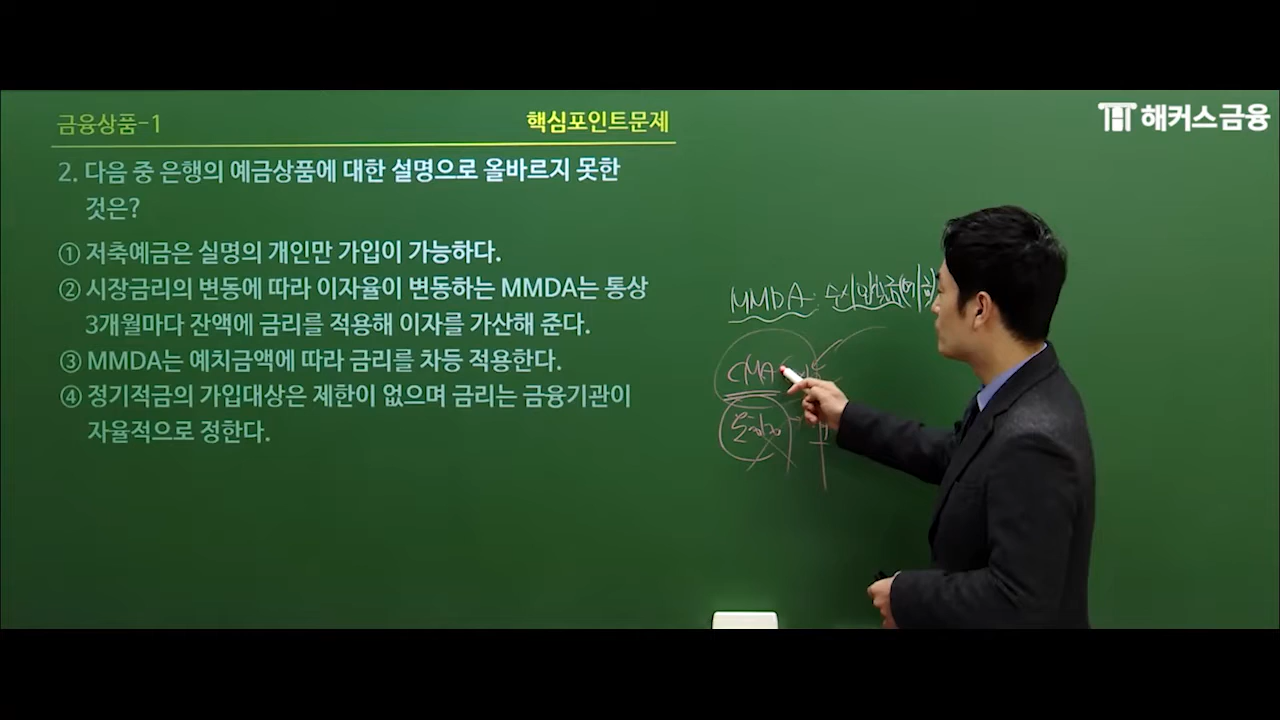 금융상품-1
핵심포인트문제
해커스금융
2. 다음 중 은행의 예금상품에 대한 설명으로 올바르지 못한
것은?
① 저축예금은 실명의 개인만 가입이 가능하다.
② 시장금리의 변동에 따라 이자율이 변동하는 MMDA는 통상
3개월마다 잔액에 금리를 적용해 이자를 가산해 준다.
③ MMDA는 예치금액에 따라 금리를 차등 적용한다.
④ 정기적금의 가입대상은 제한이 없으며 금리는 금융기관이
자율적으로 정한다.
MMDA :
CMA